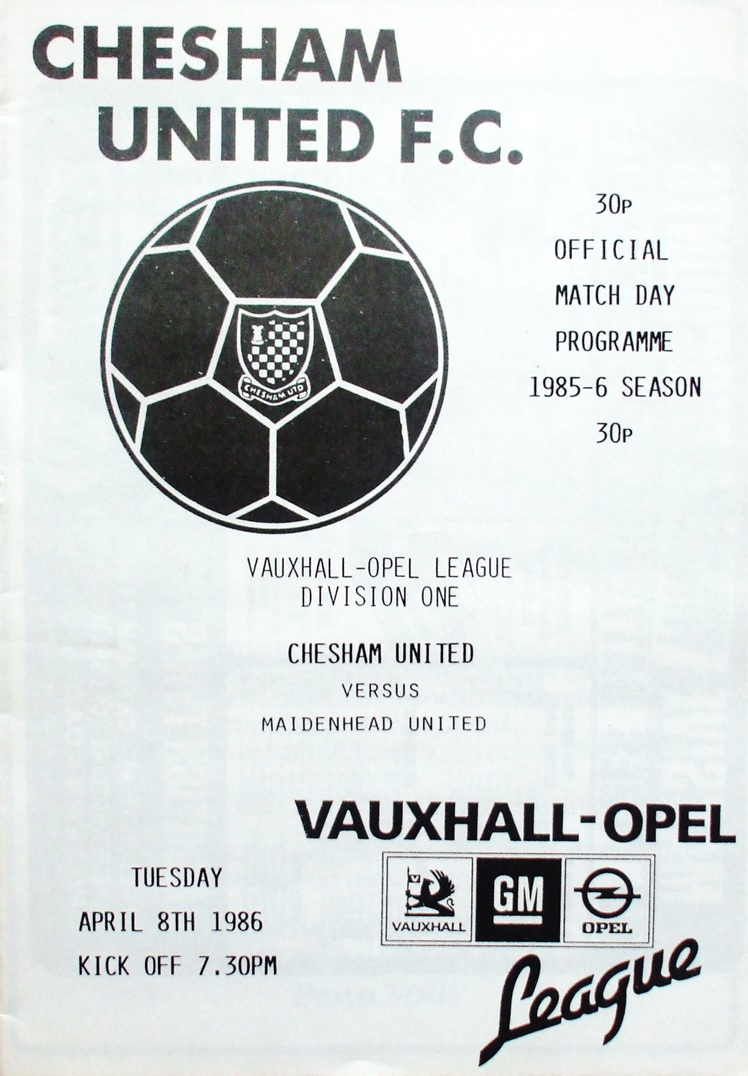 CHESHAM
UNITED F.C.
30P
OFFICIAL
MATCH DAY
PROGRAMME
1985-6 SEASON
30P
CHESHAM UTD
VAUXHALL-OPEL LEAGUE
DIVISION ONE
CHESHAM UNITED
VERSUS
MAIDENHEAD UNITED
VAUXHALL-OPEL
VAUXHALL
GM
OPEL
League
TUESDAY
APRIL 8TH 1986
KICK OFF 7.30PM